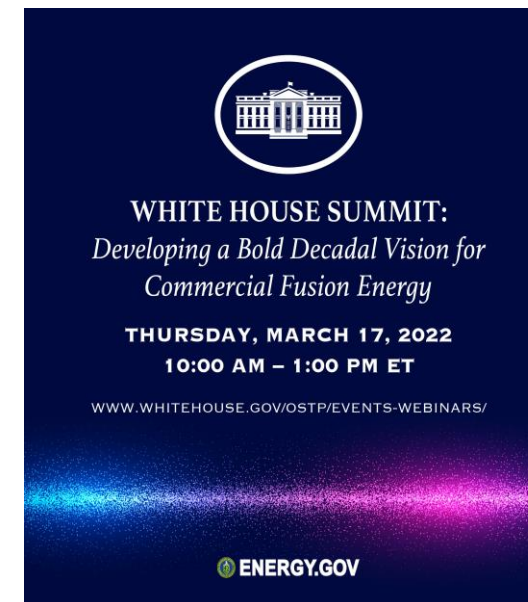 WHITE HOUSE SUMMIT:
Developing a Bold Decadal Vision for
Commercial Fusion Energy
THURSDAY, MARCH 17, 2022
10:00 AM – 1:00 PM ET
WWW.WHITEHOUSE.GOV/OSTP/EVENTS-WEBINARS/
ENERGY.GOV